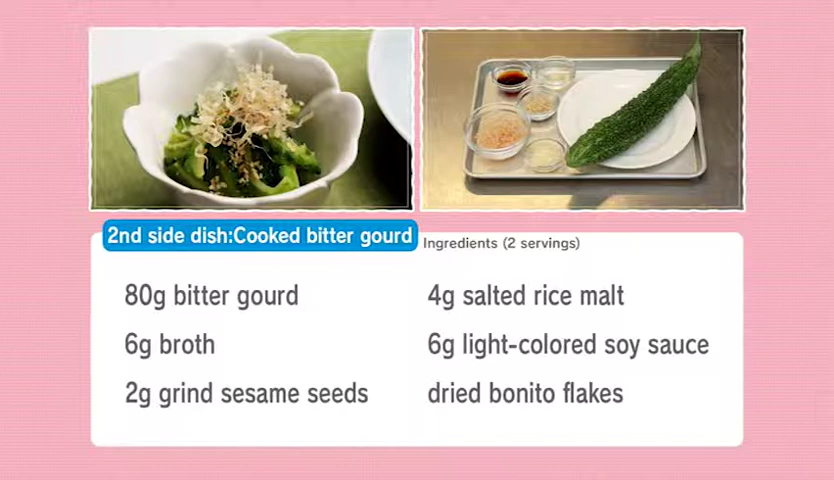 2nd side dish:Cooked bitter gourd
Ingredients (2 servings)
80g bitter gourd
4g salted rice malt
6g broth
6g light-colored soy sauce
2g grind sesame seeds
dried bonito flakes